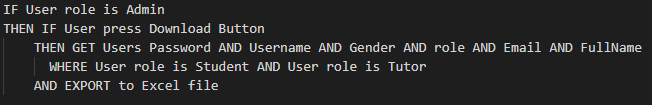 IF User role is Admin
THEN IF User press Download Button
THEN GET Users Password AND Username AND Gender AND role AND Email AND FullName
WHERE User role is Student AND User role is Tutor
AND EXPORT to Excel file